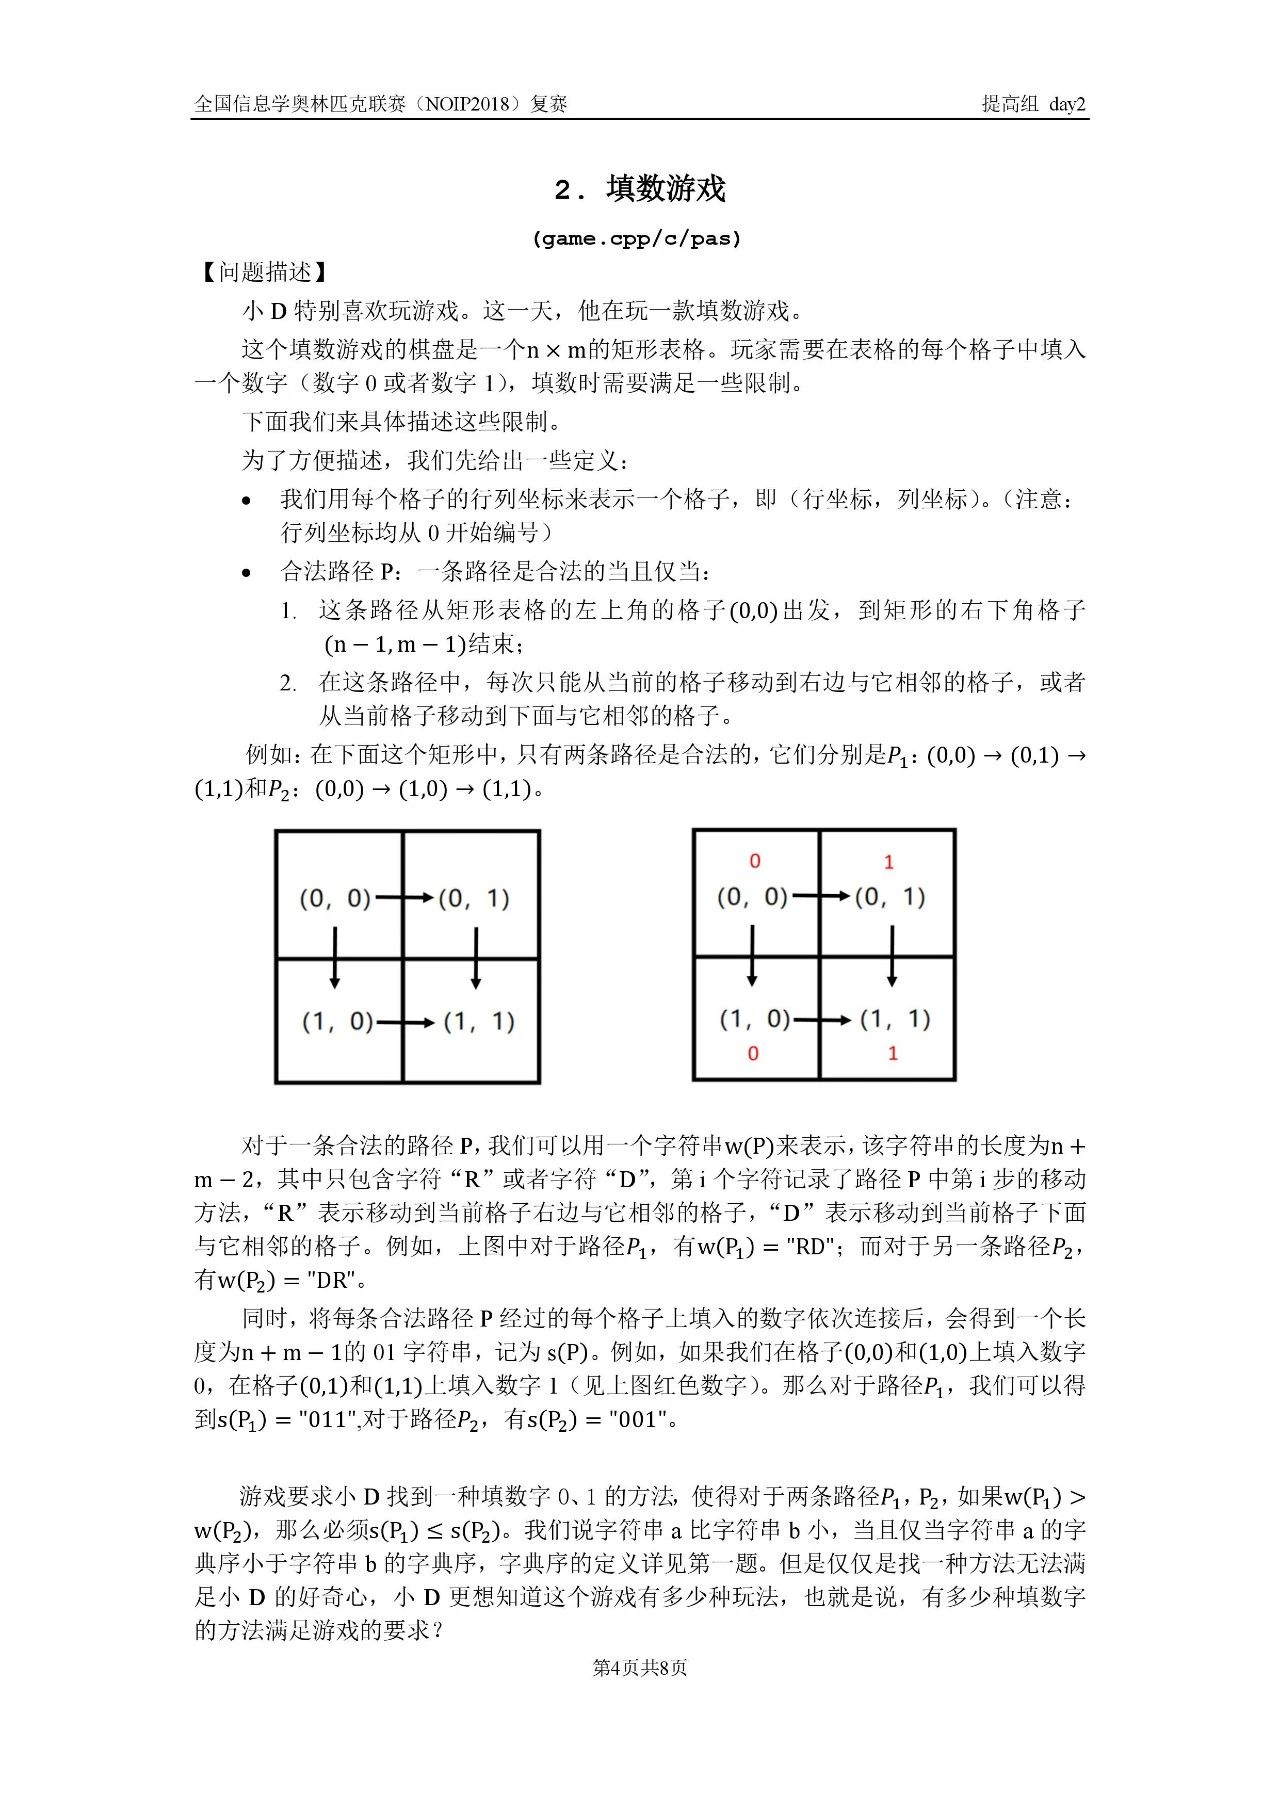 全国信息学奥林匹克联赛（NOIP2018）复赛 提高组 day2
2. 填数游戏
(game.cpp/c/pas)
【问题描述】
小 D 特别喜欢玩游戏。这一天，他在玩一款填数游戏。
这个填数游戏的棋盘是一个n × m的矩形表格。玩家需要在表格的每个格子中填入
一个数字（数字 0 或者数字 1），填数时需要满足一些限制。
下面我们来具体描述这些限制。
为了方便描述，我们先给出一些定义：
• 我们用每个格子的行列坐标来表示一个格子，即（行坐标，列坐标）。（注意：
行列坐标均从 0 开始编号）
• 合法路径 P：一条路径是合法的当且仅当：
1. 这条路径从矩形表格的左上角的格子(0,0)出发，到矩形的右下角格子
(n − 1, m − 1)结束；
2. 在这条路径中，每次只能从当前的格子移动到右边与它相邻的格子，或者
从当前格子移动到下面与它相邻的格子。
例如：在下面这个矩形中，只有两条路径是合法的，它们分别是P₁：(0,0) → (0,1) →
(1,1)和P₂：(0,0) → (1,0) → (1,1)。
(0, 0) (0, 1)
(1, 0) (1, 1)
0 1
(0, 0) (0, 1)
(1, 0) (1, 1)
0 1
对于一条合法的路径 P，我们可以用一个字符串w(P)来表示，该字符串的长度为n +
m − 2，其中只包含字符“R”或者字符“D”，第 i 个字符记录了路径 P 中第 i 步的移动
方法，“R”表示移动到当前格子右边与它相邻的格子，“D”表示移动到当前格子下面
与它相邻的格子。例如，上图中对于路径P₁，有w(P₁) = "RD"；而对于另一条路径P₂，
有w(P₂) = "DR"。
同时，将每条合法路径 P 经过的每个格子上填入的数字依次连接后，会得到一个长
度为n + m − 1的 01 字符串，记为 s(P)。例如，如果我们在格子(0,0)和(1,0)上填入数字
0，在格子(0,1)和(1,1)上填入数字 1（见上图红色数字）。那么对于路径P₁，我们可以得
到s(P₁) = "011",对于路径P₂，有s(P₂) = "001"。
游戏要求小 D 找到一种填数字 0、1 的方法，使得对于两条路径P₁，P₂，如果w(P₁) >
w(P₂)，那么必须s(P₁) ≤ s(P₂)。我们说字符串 a 比字符串 b 小，当且仅当字符串 a 的字
典序小于字符串 b 的字典序，字典序的定义详见第一题。但是仅仅是找一种方法无法满
足小 D 的好奇心，小 D 更想知道这个游戏有多少种玩法，也就是说，有多少种填数字
的方法满足游戏的要求？
第4页共8页